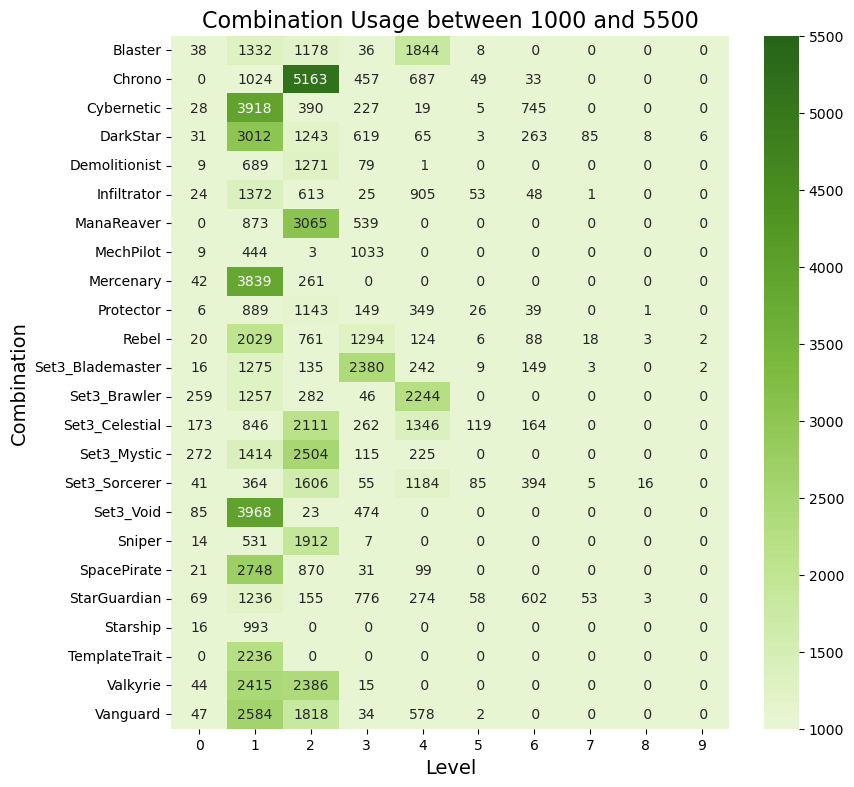 Combination Usage between 1000 and 5500
Combination
Blaster 38 1332 1178 36 1844 8 0 0 0 0
Chrono 0 1024 5163 457 687 49 33 0 0 0
Cybernetic 28 3918 390 227 19 5 745 0 0 0
DarkStar 31 3012 1243 619 65 3 263 85 8 6
Demolitionist 9 689 1271 79 1 0 0 0 0 0
Infiltrator 24 1372 613 25 905 53 48 1 0 0
ManaReaver 0 873 3065 539 0 0 0 0 0 0
MechPilot 9 444 3 1033 0 0 0 0 0 0
Mercenary 42 3839 261 0 0 0 0 0 0 0
Protector 6 889 1143 149 349 26 39 0 1 0
Rebel 20 2029 761 1294 124 6 88 18 3 2
Set3_Blademaster 16 1275 135 2380 242 9 149 3 0 2
Set3_Brawler 259 1257 282 46 2244 0 0 0 0 0
Set3_Celestial 173 846 2111 262 1346 119 164 0 0 0
Set3_Mystic 272 1414 2504 115 225 0 0 0 0 0
Set3_Sorcerer 41 364 1606 55 1184 85 394 5 16 0
Set3_Void 85 3968 23 474 0 0 0 0 0 0
Sniper 14 531 1912 7 0 0 0 0 0 0
SpacePirate 21 2748 870 31 99 0 0 0 0 0
StarGuardian 69 1236 155 776 274 58 602 53 3 0
Starship 16 993 0 0 0 0 0 0 0 0
TemplateTrait 0 2236 0 0 0 0 0 0 0 0
Valkyrie 44 2415 2386 15 0 0 0 0 0 0
Vanguard 47 2584 1818 34 578 2 0 0 0 0
0 1 2 3 4 5 6 7 8 9
Level
5500
5000
4500
4000
3500
3000
2500
2000
1500
1000